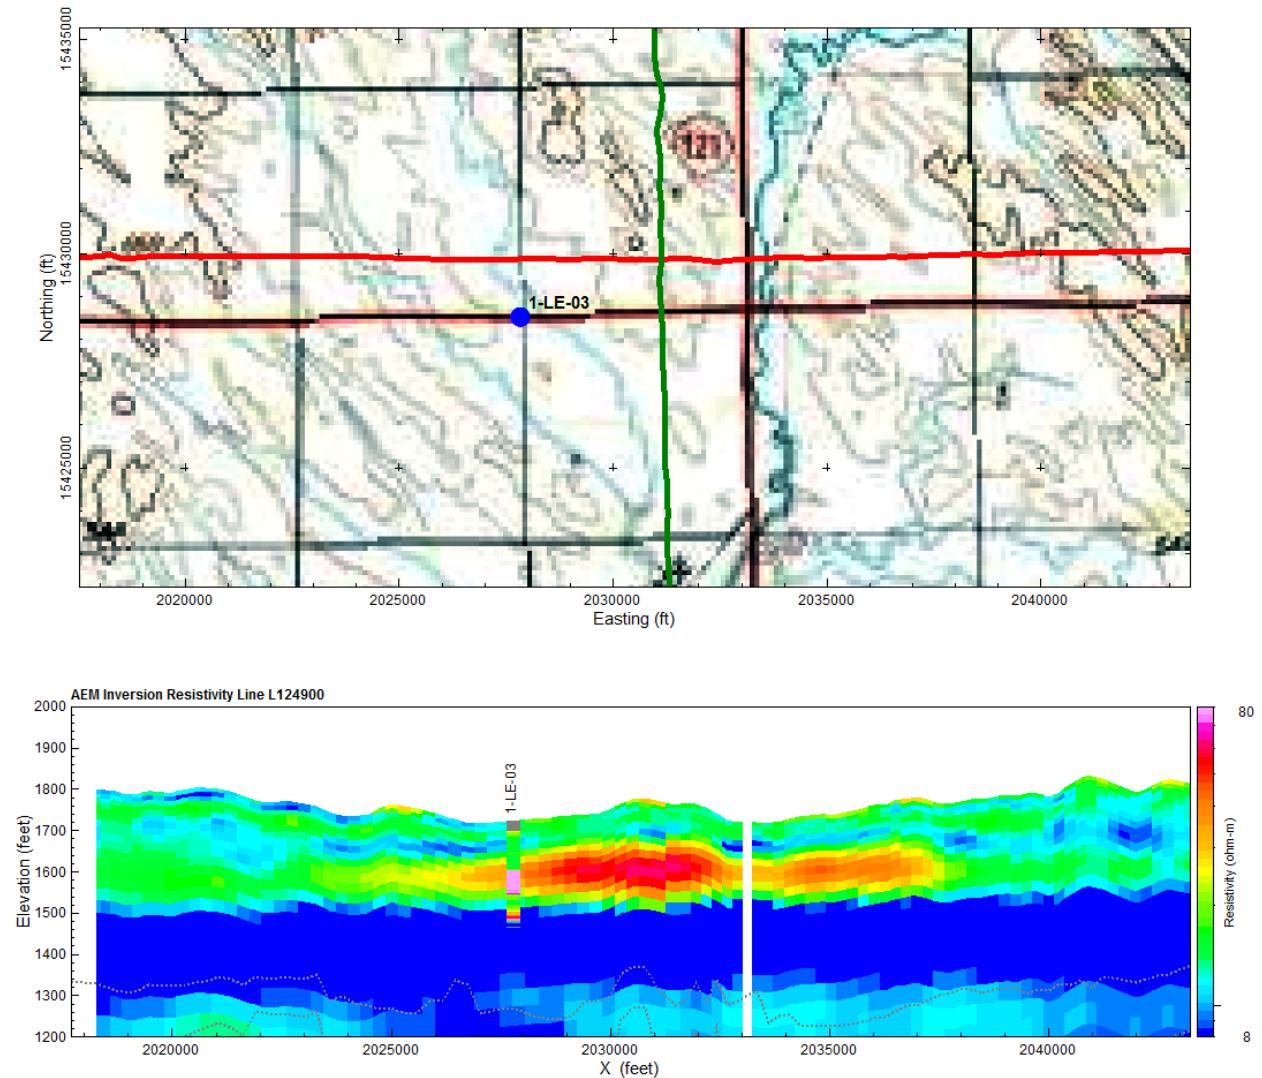 15435000
15430000
15425000
Northing (ft)
121
1-LE-03
2020000 2025000 2030000 2035000 2040000
Easting (ft)
AEM Inversion Resistivity Line L124900
2000
1900
1800
1700
1600
1500
1400
1300
1200
Elevation (feet)
1-LE-03
80
8
Resistivity (ohm-m)
2020000 2025000 2030000 2035000 2040000
X (feet)